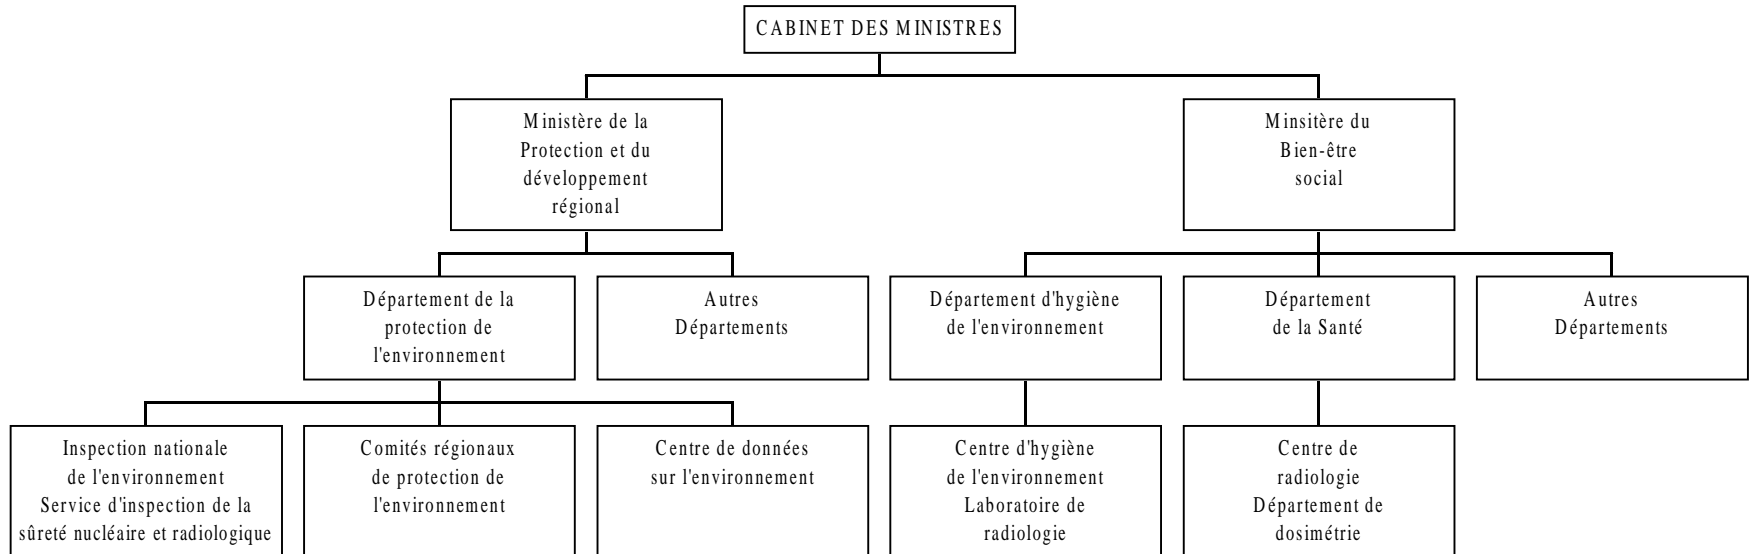 CABINET DES MINISTRES
Ministère de la
Protection et du
développement
régional
Minsitère du
Bien-être
social
Département de la
protection de
l'environnement
Autres
Départements
Département d'hygiène
de l'environnement
Département
de la Santé
Autres
Départements
Inspection nationale
de l'environnement
Service d'inspection de la
sûreté nucléaire et radiologique
Comités régionaux
de protection de
l'environnement
Centre de données
sur l'environnement
Centre d'hygiène
de l'environnement
Laboratoire de
radiologie
Centre de
radiologie
Département de
dosimétrie